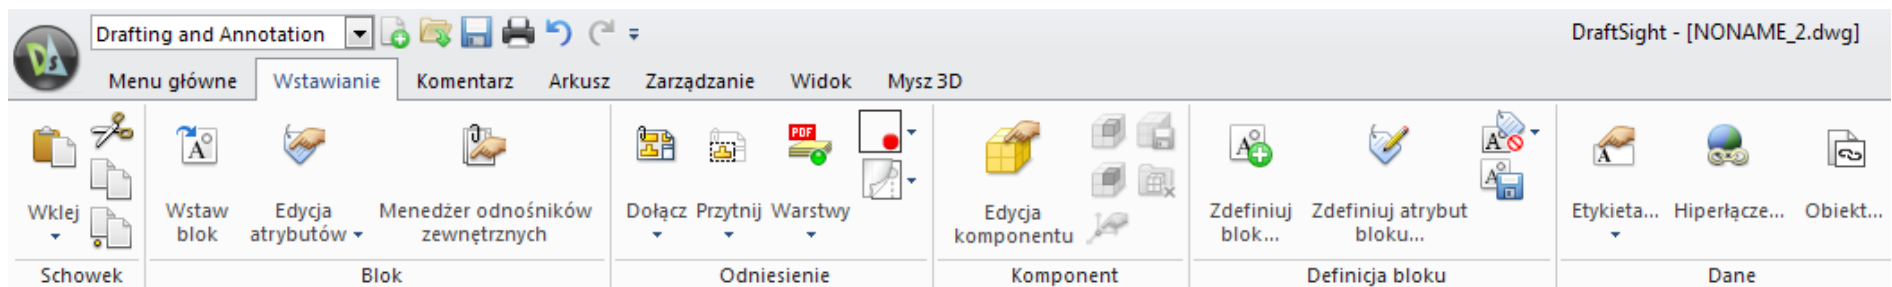 Drafting and Annotation
DraftSight - [NONAME_2.dwg]
DS
Menu główne Wstawianie Komentarz Arkusz Zarządzanie Widok Mysz 3D
PDF
Wklej
Wstaw blok
Edycja atrybutów
Menedżer odnośników zewnętrznych
Dołącz Przytnij Warstwy
Edycja komponentu
Zdefiniuj blok...
Zdefiniuj atrybut bloku...
Etykieta... Hiperłącze... Obiekt...
Schowek Blok Odniesienie Komponent Definicja bloku Dane